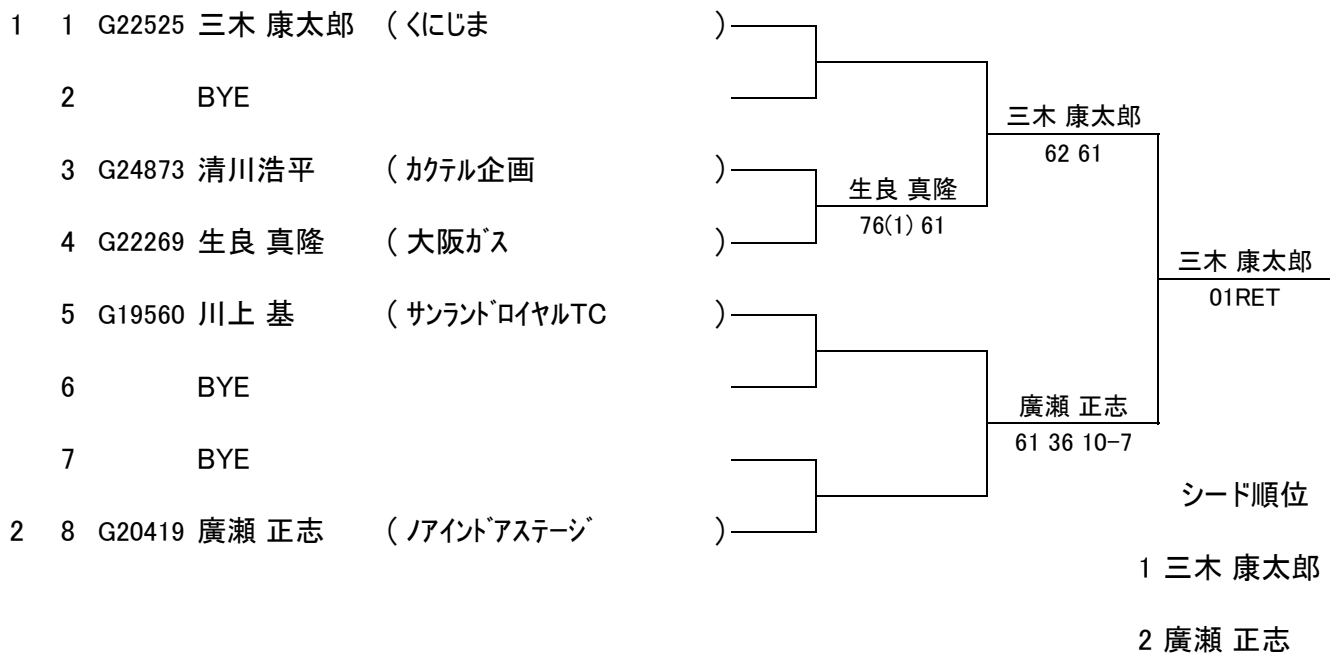 1 1 G22525 三木 康太郎 ( くにじま )
2 BYE
三木 康太郎
62 61
3 G24873 清川浩平 ( カクテル企画 )
生良 真隆
76(1) 61
4 G22269 生良 真隆 ( 大阪ガス )
三木 康太郎
01RET
5 G19560 川上 基 ( サンランドロイヤルTC )
6 BYE
廣瀬 正志
61 36 10-7
7 BYE
シード順位
2 8 G20419 廣瀬 正志 ( ノアインドアステージ )
1 三木 康太郎
2 廣瀬 正志